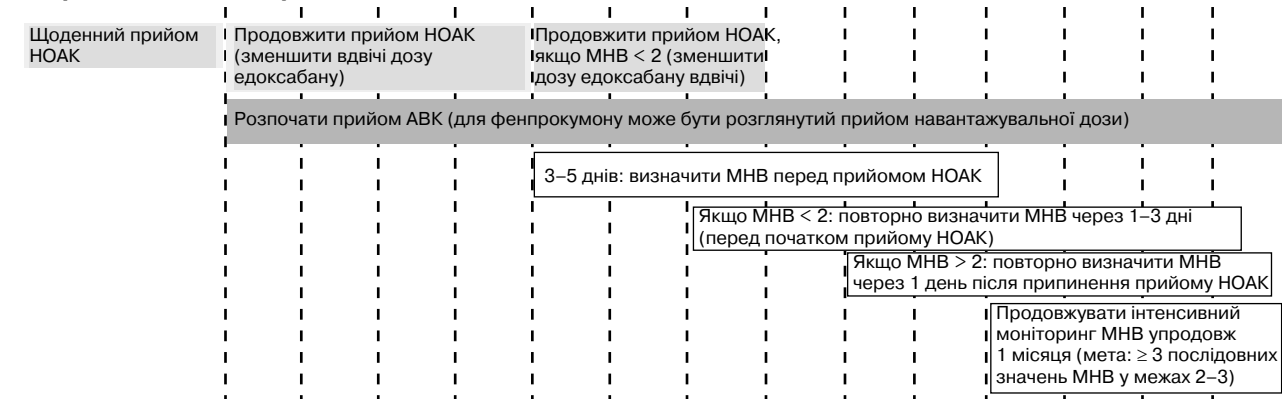 Щоденний прийом
НОАК
Продовжити прийом НОАК
(зменшити вдвічі дозу
едоксабану)
Продовжити прийом НОАК,
якщо МНВ < 2 (зменшити
дозу едоксабану вдвічі)
Розпочати прийом АВК (для фенпрокумону може бути розглянутий прийом навантажувальної дози)
3–5 днів: визначити МНВ перед прийомом НОАК
Якщо МНВ < 2: повторно визначити МНВ через 1–3 дні
(перед початком прийому НОАК)
Якщо МНВ > 2: повторно визначити МНВ
через 1 день після припинення прийому НОАК
Продовжувати інтенсивний
моніторинг МНВ упродовж
1 місяця (мета: ≥ 3 послідовних
значень МНВ у межах 2–3)